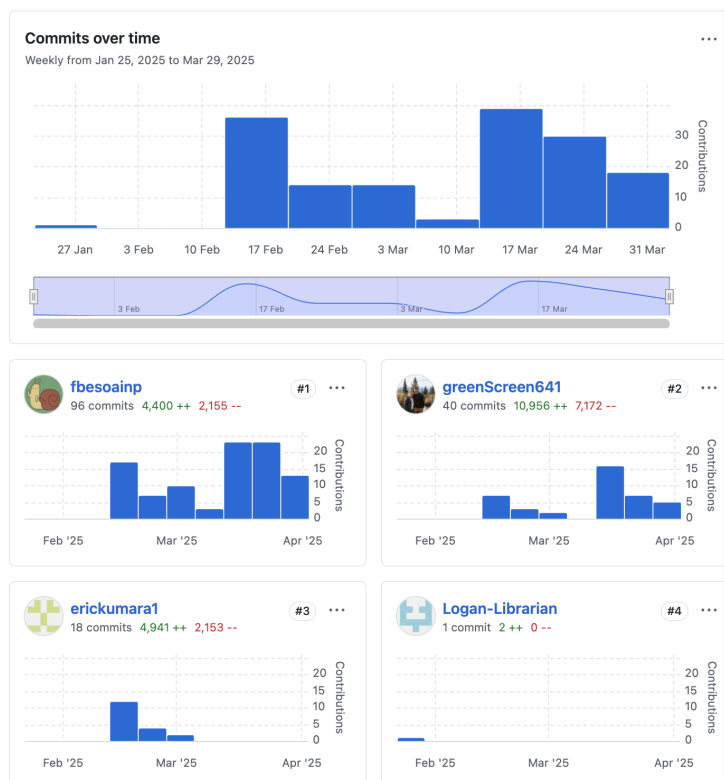 Commits over time
Weekly from Jan 25, 2025 to Mar 29, 2025
30
20
10
0
Contributions
27 Jan 3 Feb 10 Feb 17 Feb 24 Feb 3 Mar 10 Mar 17 Mar 24 Mar 31 Mar
3 Feb 17 Feb 3 Mar 17 Mar
fbesoainp #1
96 commits 4,400 ++ 2,155 --
20
15
10
5
0
Contributions
Feb '25 Mar '25 Apr '25
greenScreen641 #2
40 commits 10,956 ++ 7,172 --
20
15
10
5
0
Contributions
Feb '25 Mar '25 Apr '25
erickumara1 #3
18 commits 4,941 ++ 2,153 --
20
15
10
5
0
Contributions
Feb '25 Mar '25 Apr '25
Logan-Librarian #4
1 commit 2 ++ 0 --
20
15
10
5
0
Contributions
Feb '25 Mar '25 Apr '25